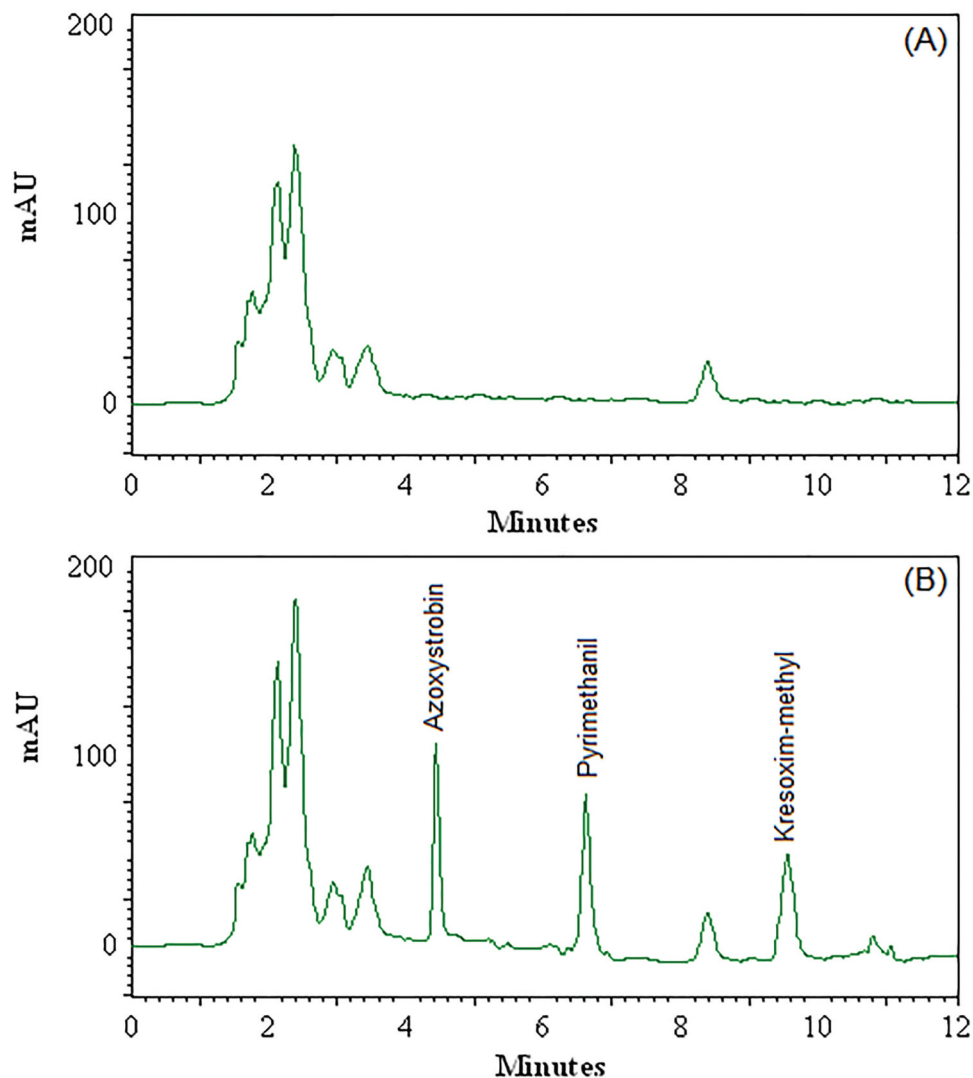 (A)
200
100
0
mAU
0 2 4 6 8 10 12
Minutes
(B)
200
100
0
mAU
Azoxystrobin
Pyrimethanil
Kresoxim-methyl
0 2 4 6 8 10 12
Minutes